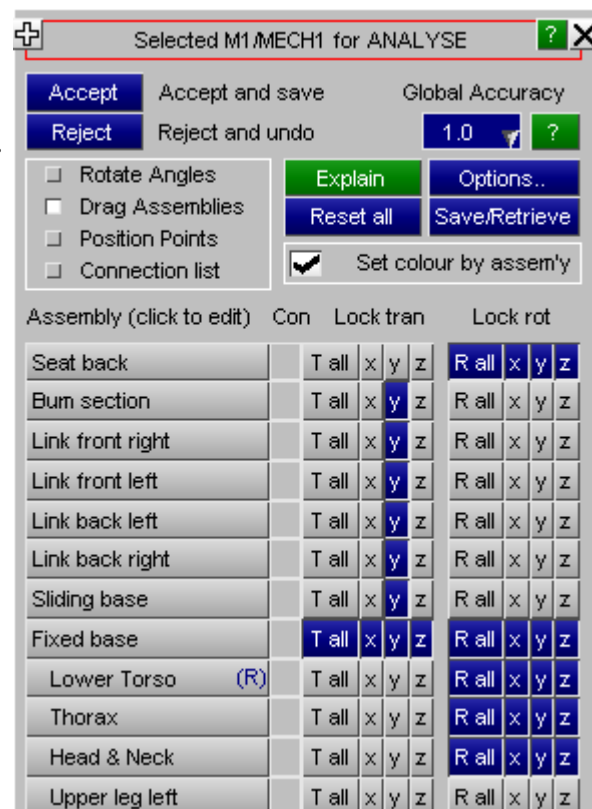 Selected M1/MECH1 for ANALYSE ? X
Accept Accept and save Global Accuracy
Reject Reject and undo 1.0 ?
Rotate Angles Explain Options..
Drag Assemblies Reset all Save/Retrieve
Position Points
Connection list Set colour by assem'y
Assembly (click to edit) Con Lock tran Lock rot
Seat back T all x y z R all x y z
Bum section T all x y z R all x y z
Link front right T all x y z R all x y z
Link front left T all x y z R all x y z
Link back left T all x y z R all x y z
Link back right T all x y z R all x y z
Sliding base T all x y z R all x y z
Fixed base T all x y z R all x y z
Lower Torso (R) T all x y z R all x y z
Thorax T all x y z R all x y z
Head & Neck T all x y z R all x y z
Upper leg left T all x y z R all x y z